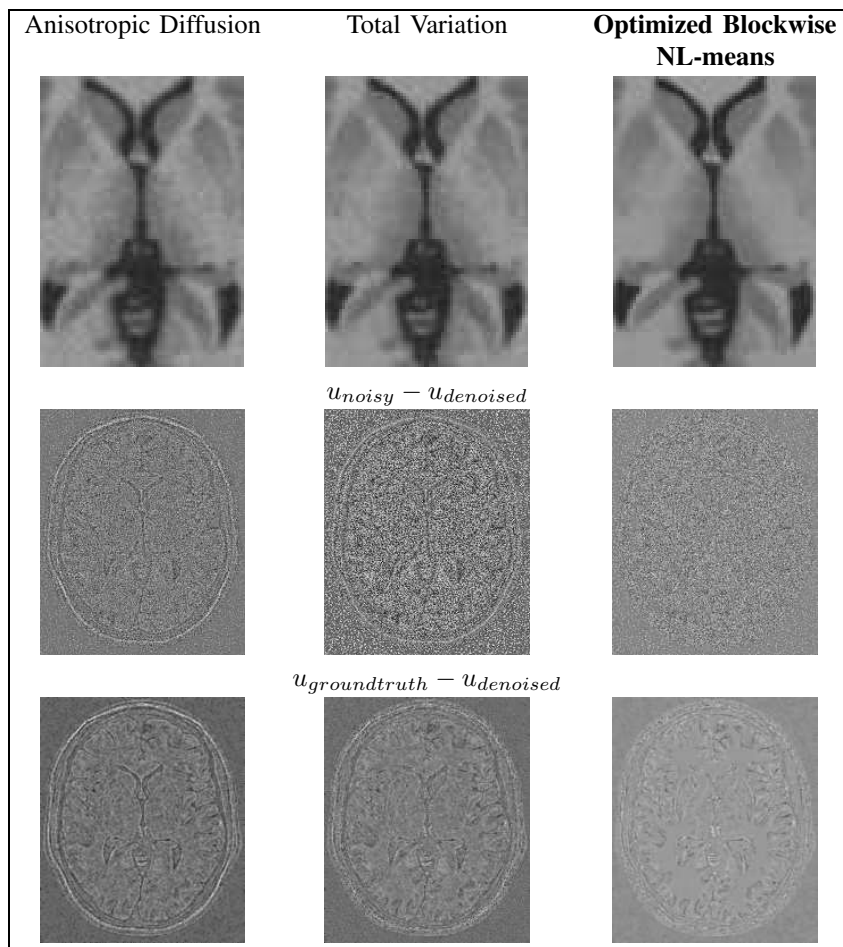 Anisotropic Diffusion Total Variation Optimized Blockwise
NL-means
u_{noisy} − u_{denoised}
u_{groundtruth} − u_{denoised}